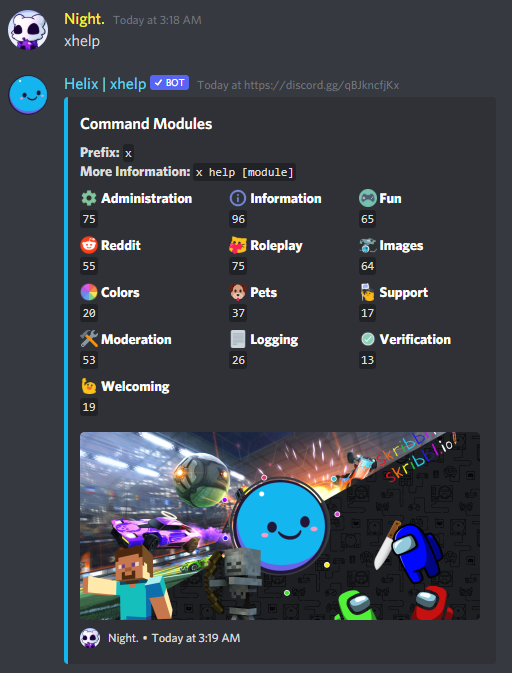 Night. Today at 3:18 AM
xhelp
Helix | xhelp ✓ BOT Today at https://discord.gg/qBJkncfjKx
Command Modules
Prefix: x
More Information: x help [module]
Administration Information Fun
75 96 65
Reddit Roleplay Images
55 75 64
Colors Pets Support
20 37 17
Moderation Logging Verification
53 26 13
Welcoming
19
skribbl.io
skribbl.io
Night. • Today at 3:19 AM